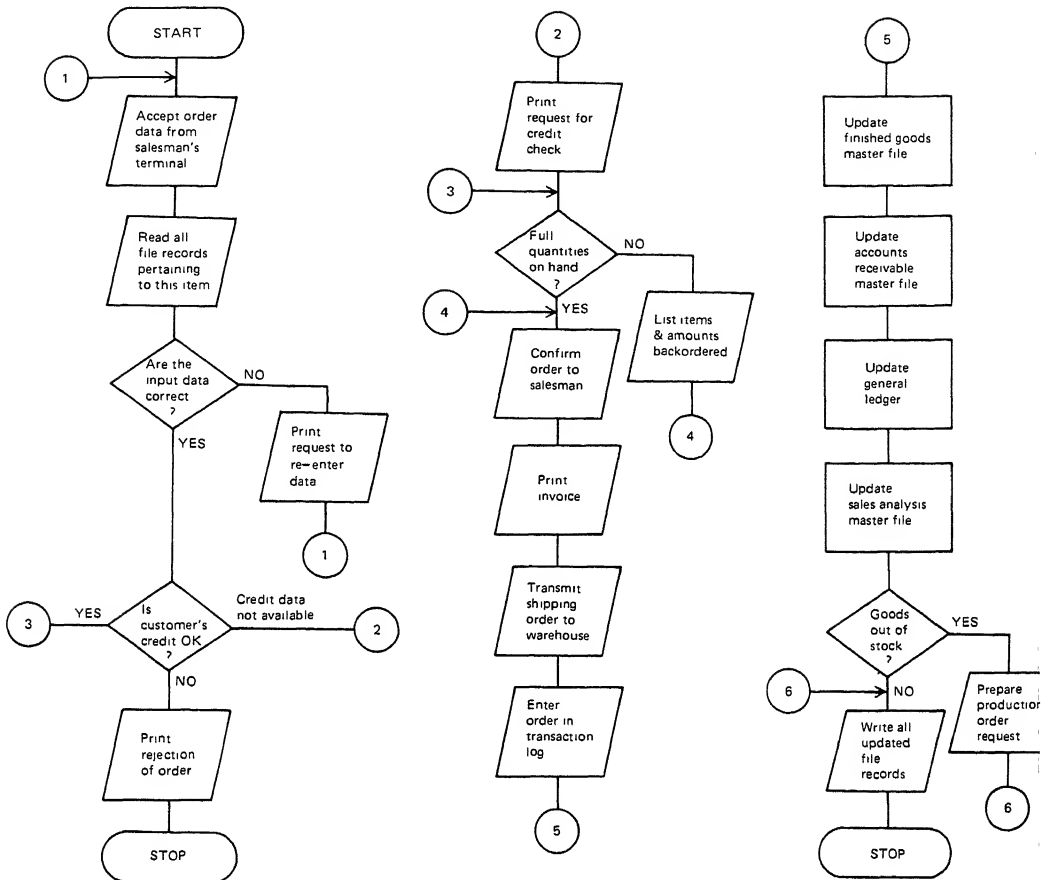 START
1
Accept order
data from
salesman's
terminal
Read all
file records
pertaining
to this item
Are the
input data
correct
?
NO
YES
Print
request to
re-enter
data
1
Is
customer's
credit OK
?
YES
3
Credit data
not available
2
NO
Print
rejection
of order
STOP
2
Print
request for
credit
check
3
Full
quantities
on hand
?
NO
YES
List items
& amounts
backordered
4
4
Confirm
order to
salesman
Print
invoice
Transmit
shipping
order to
warehouse
Enter
order in
transaction
log
5
5
Update
finished goods
master file
Update
accounts
receivable
master file
Update
general
ledger
Update
sales analysis
master file
Goods
out of
stock
?
YES
NO
6
Prepare
production
order
request
6
Write all
updated
file
records
STOP